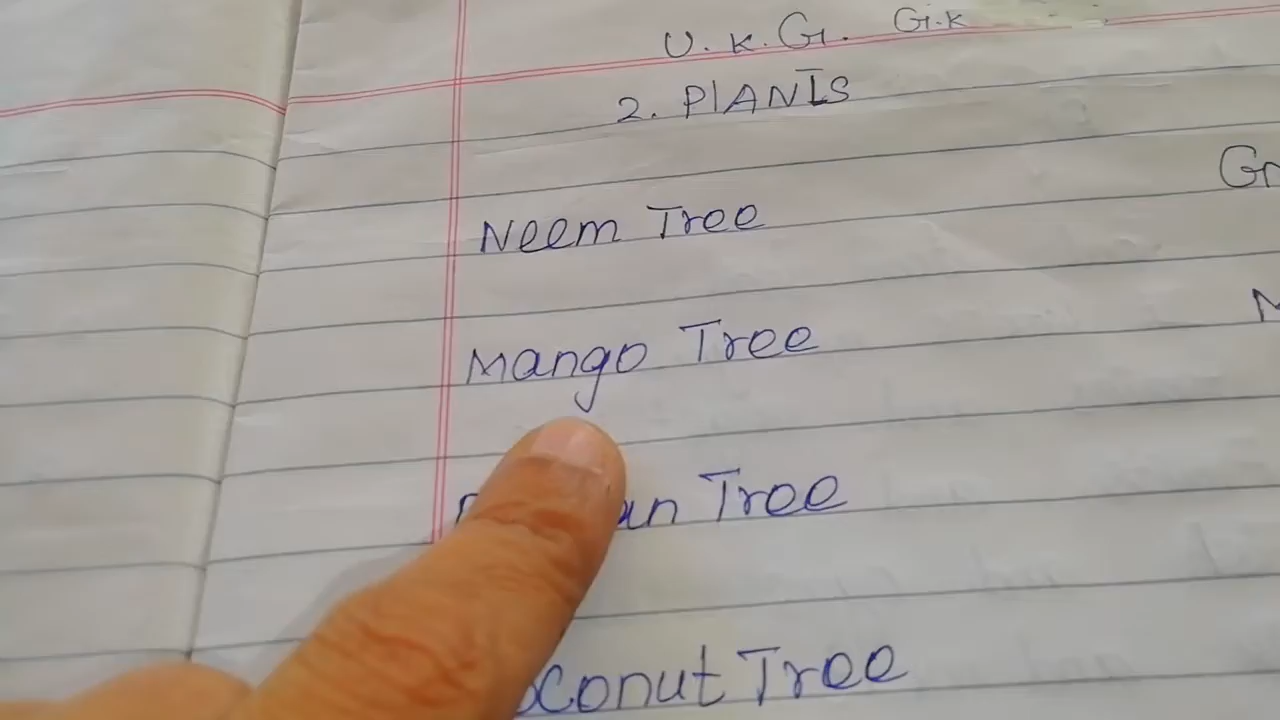 U.K.G. G.K
2. PlANTS
Neem Tree
Mango Tree
Tree
Tree